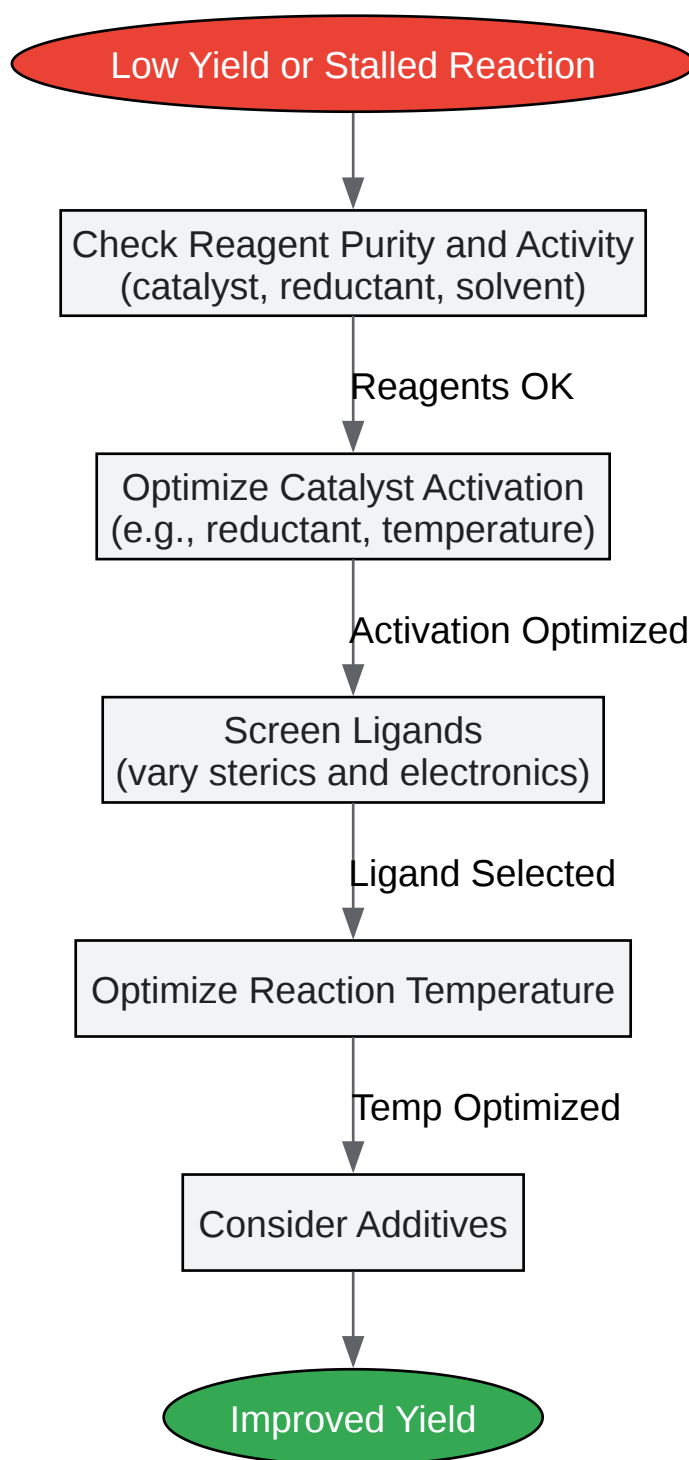 Low Yield or Stalled Reaction
Check Reagent Purity and Activity
(catalyst, reductant, solvent)
Reagents OK
Optimize Catalyst Activation
(e.g., reductant, temperature)
Activation Optimized
Screen Ligands
(vary sterics and electronics)
Ligand Selected
Optimize Reaction Temperature
Temp Optimized
Consider Additives
Improved Yield